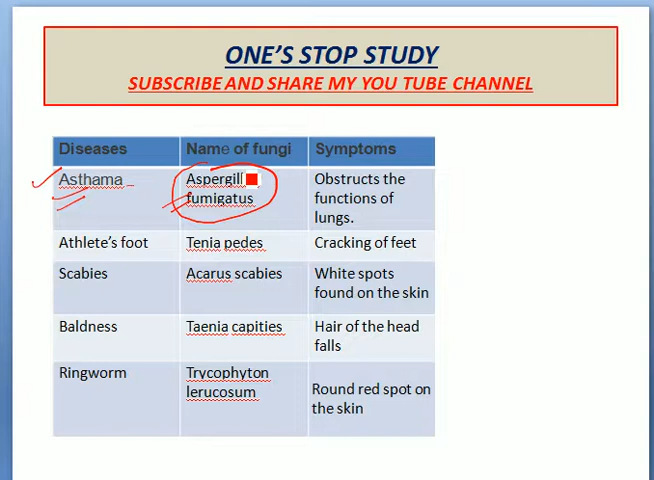 ONE'S STOP STUDY
SUBSCRIBE AND SHARE MY YOU TUBE CHANNEL
Diseases Name of fungi Symptoms
Asthama Aspergill fumigatus Obstructs the functions of lungs.
Athlete's foot Tenia pedes Cracking of feet
Scabies Acarus scabies White spots found on the skin
Baldness Taenia capities Hair of the head falls
Ringworm Trycophyton lerucosum Round red spot on the skin